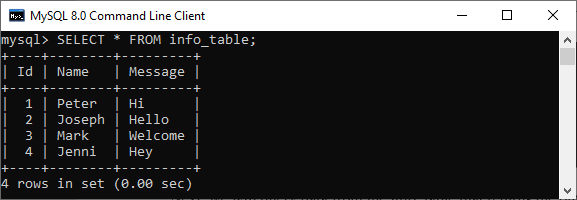 MySQL 8.0 Command Line Client
mysql> SELECT * FROM info_table;
+----+--------+---------+
| Id | Name   | Message |
+----+--------+---------+
|  1 | Peter  | Hi      |
|  2 | Joseph | Hello   |
|  3 | Mark   | Welcome |
|  4 | Jenni  | Hey     |
+----+--------+---------+
4 rows in set (0.00 sec)